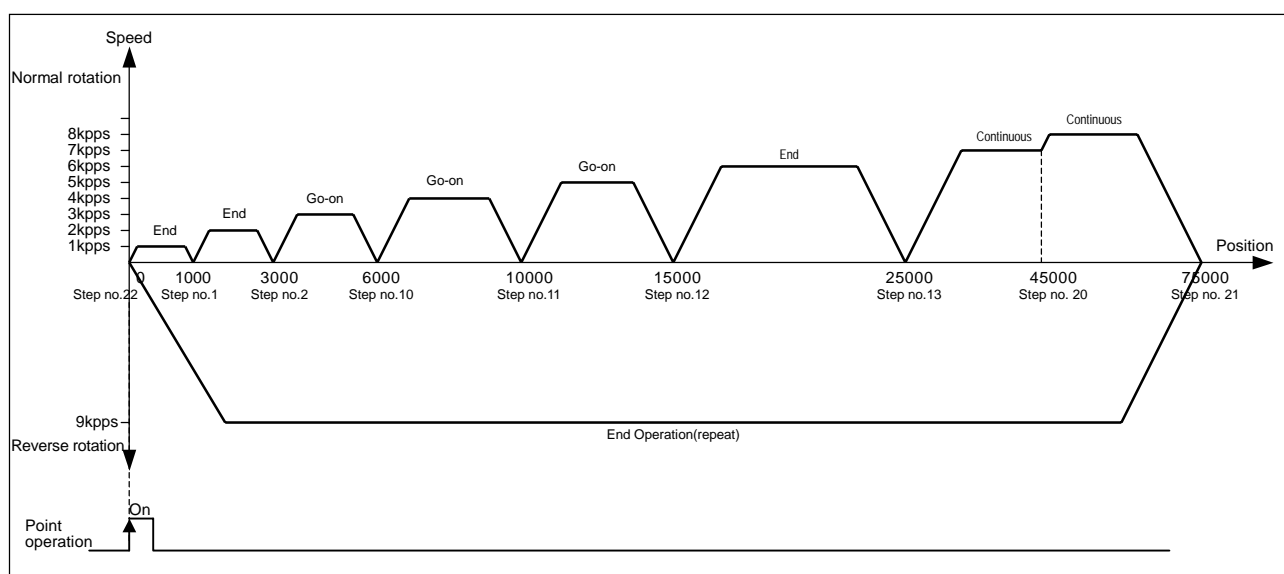 Speed
Normal rotation
8kpps
7kpps
6kpps
5kpps
4kpps
3kpps
2kpps
1kpps
End
End
Go-on
Go-on
Go-on
End
Continuous
Continuous
Position
0 1000 3000 6000 10000 15000 25000 45000 75000
Step no.22 Step no.1 Step no.2 Step no.10 Step no.11 Step no.12 Step no.13 Step no. 20 Step no. 21
9kpps
Reverse rotation
End Operation(repeat)
On
Point
operation